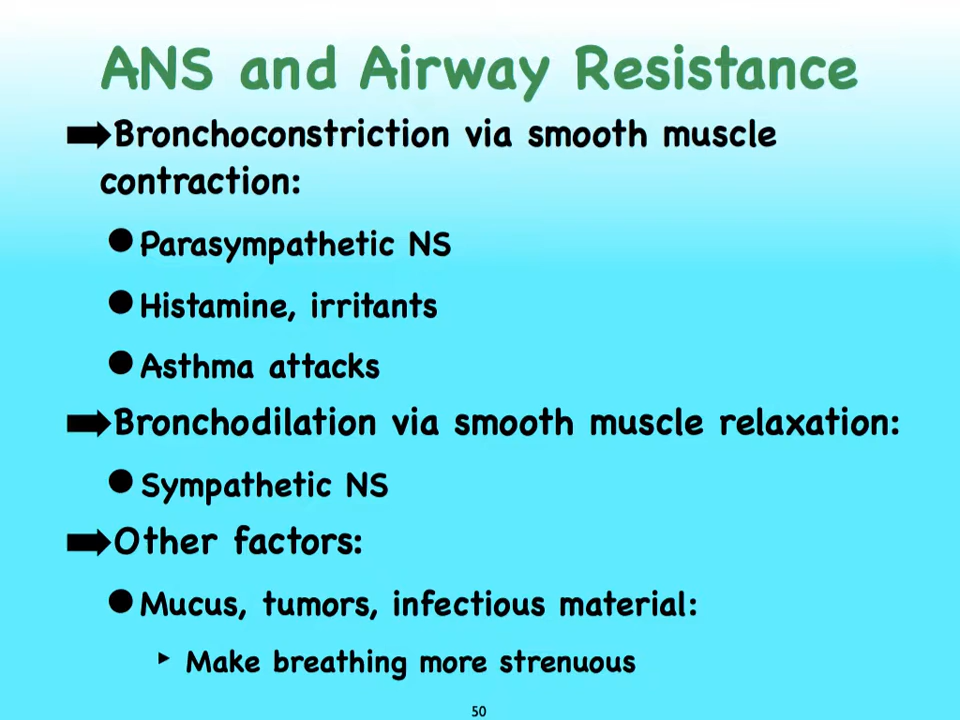 ANS and Airway Resistance
➡Bronchoconstriction via smooth muscle
contraction:
●Parasympathetic NS
●Histamine, irritants
●Asthma attacks
➡Bronchodilation via smooth muscle relaxation:
●Sympathetic NS
➡Other factors:
●Mucus, tumors, infectious material:
‣ Make breathing more strenuous
50